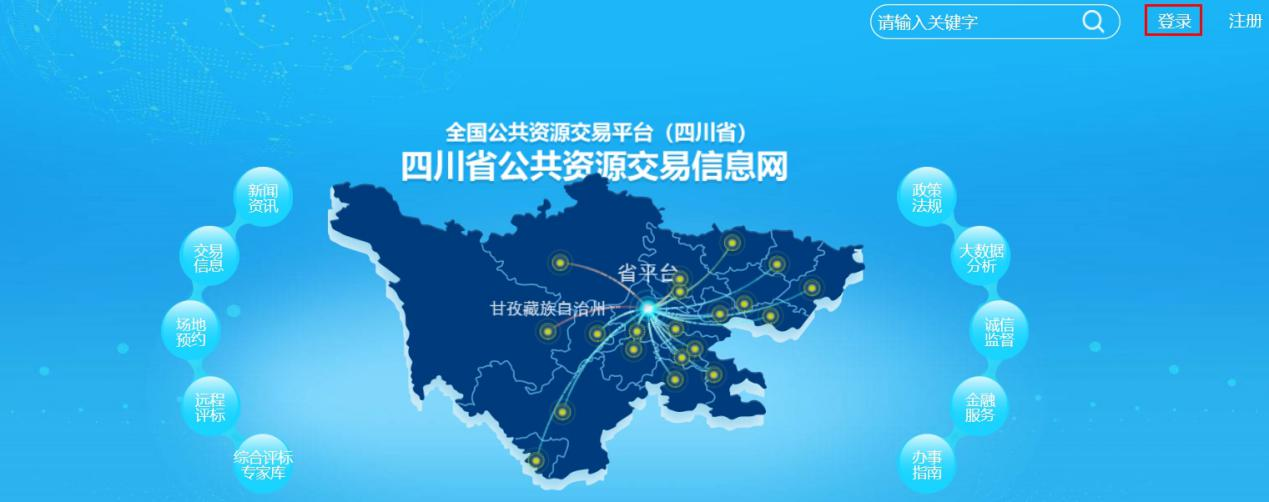 请输入关键字
登录
注册
全国公共资源交易平台（四川省）
四川省公共资源交易信息网
新闻
资讯
交易
信息
场地
预约
远程
评标
综合评标
专家库
省平台
甘孜藏族自治州
政策
法规
大数据
分析
诚信
监督
金融
服务
办事
指南